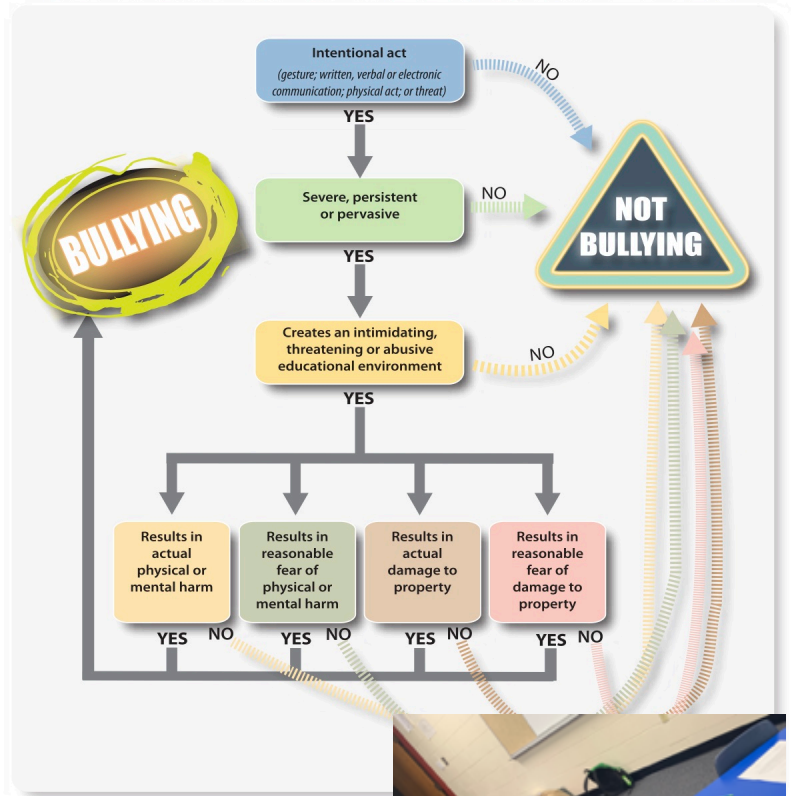 Intentional act
(gesture; written, verbal or electronic
communication; physical act; or threat)
NO
YES
BULLYING
Severe, persistent
or pervasive
NO
NOT
BULLYING
YES
Creates an intimidating,
threatening or abusive
educational environment
NO
YES
Results in
actual
physical or
mental harm
Results in
reasonable
fear of
physical or
mental harm
Results in
actual
damage to
property
Results in
reasonable
fear of
damage to
property
YES NO
YES NO
YES NO
YES NO